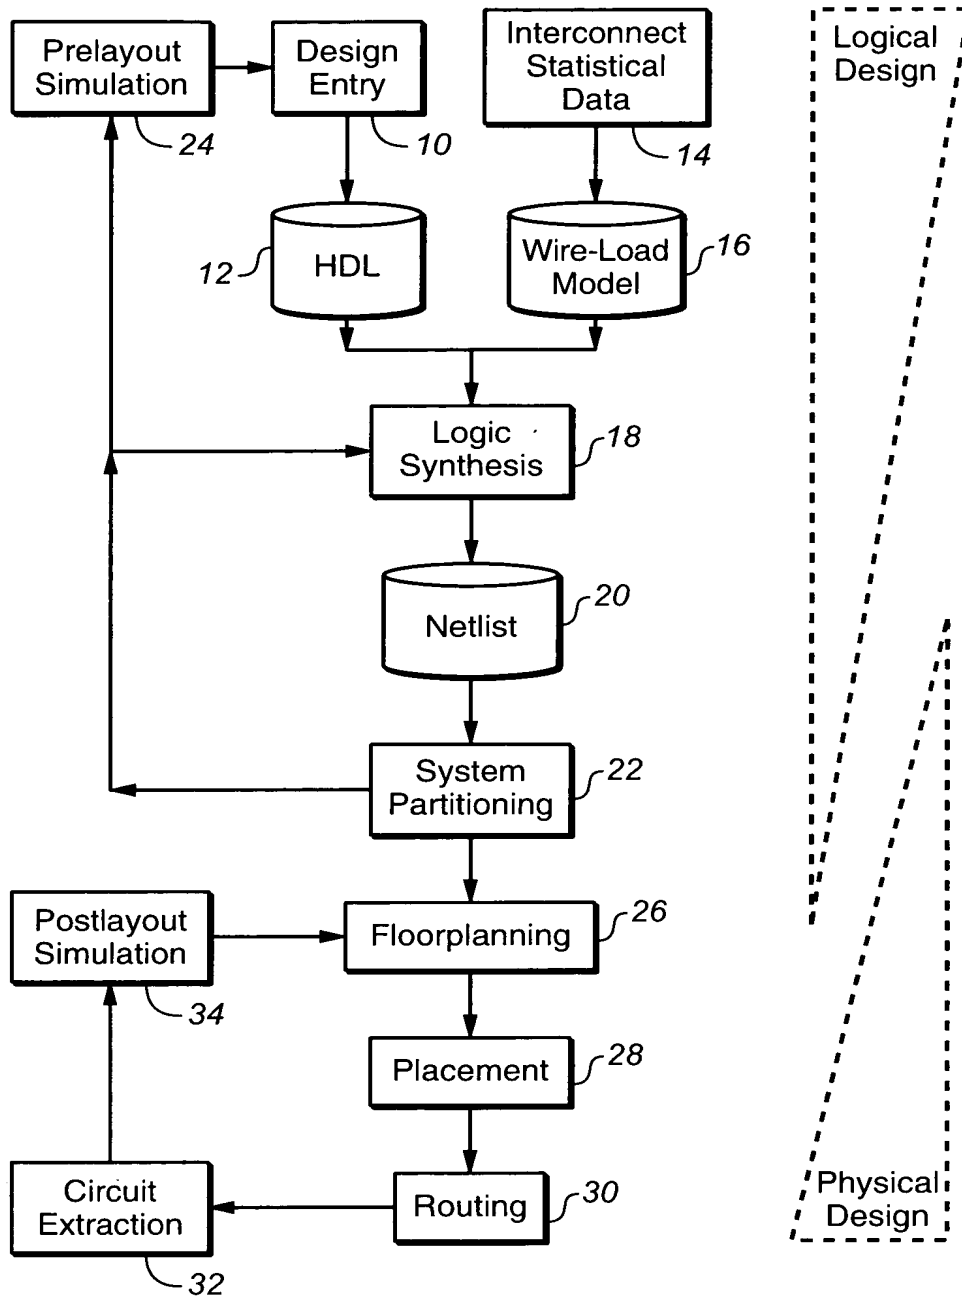 Prelayout
Simulation
24
Design
Entry
10
Interconnect
Statistical
Data
14
Logical
Design
12
HDL
Wire-Load
Model
16
Logic
Synthesis
18
Netlist
20
System
Partitioning
22
Postlayout
Simulation
34
Floorplanning
26
Placement
28
Circuit
Extraction
32
Routing
30
Physical
Design